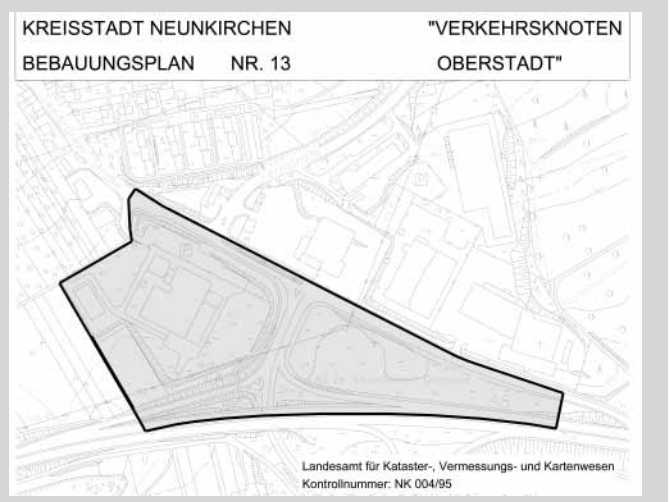 KREISSTADT NEUNKIRCHEN "VERKEHRSKNOTEN
BEBAUUNGSPLAN NR. 13 OBERSTADT"
Landesamt für Kataster-, Vermessungs- und Kartenwesen
Kontrollnummer: NK 004/95